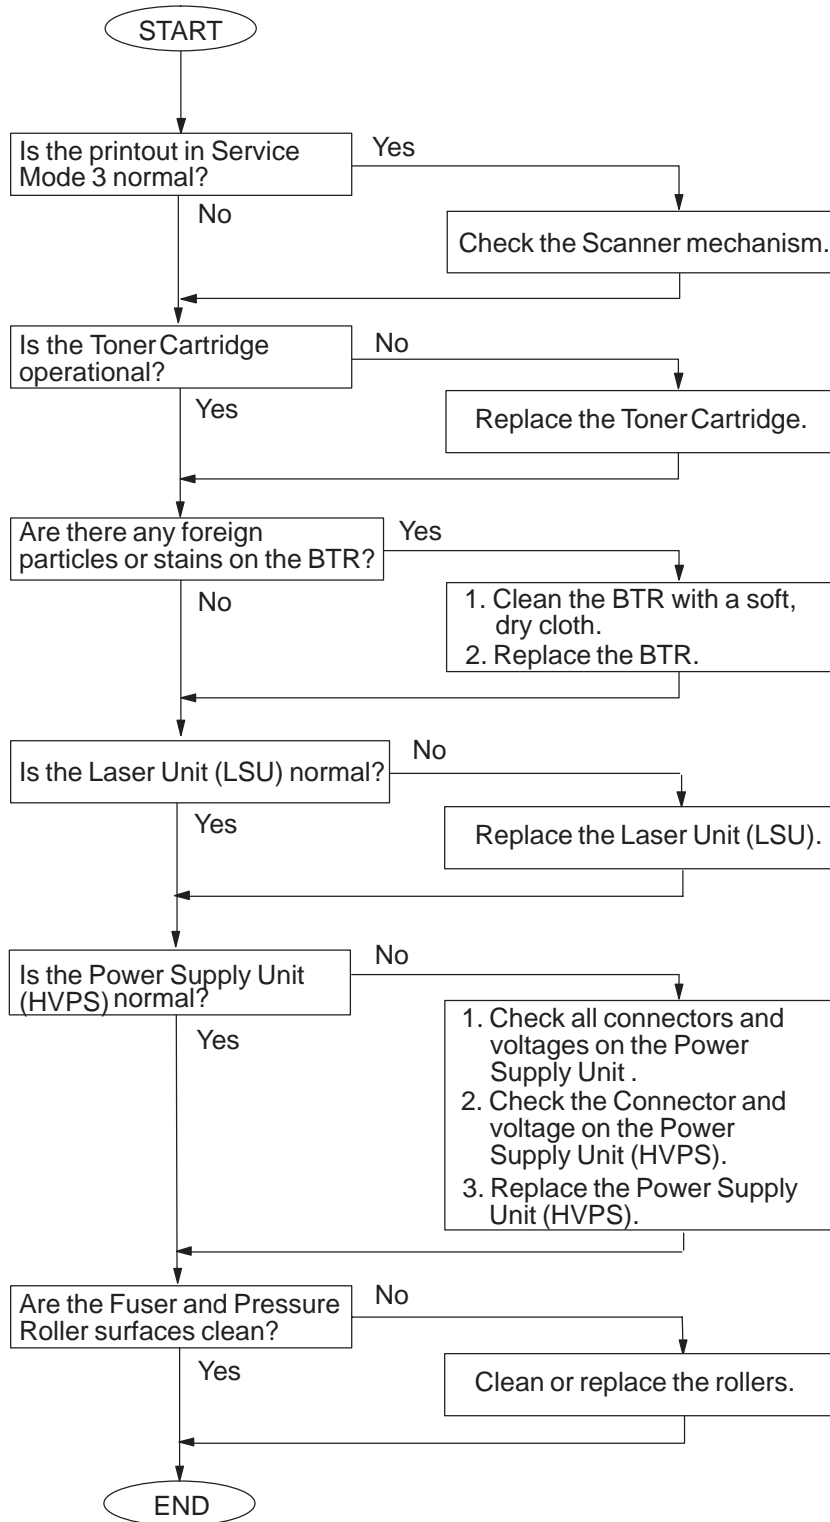 START
Is the printout in Service
Mode 3 normal?
Yes
No
Check the Scanner mechanism.
Is the Toner Cartridge
operational?
No
Yes
Replace the Toner Cartridge.
Are there any foreign
particles or stains on the BTR?
Yes
No
1. Clean the BTR with a soft,
dry cloth.
2. Replace the BTR.
Is the Laser Unit (LSU) normal?
No
Yes
Replace the Laser Unit (LSU).
Is the Power Supply Unit
(HVPS) normal?
No
Yes
1. Check all connectors and
voltages on the Power
Supply Unit .
2. Check the Connector and
voltage on the Power
Supply Unit (HVPS).
3. Replace the Power Supply
Unit (HVPS).
Are the Fuser and Pressure
Roller surfaces clean?
No
Yes
Clean or replace the rollers.
END